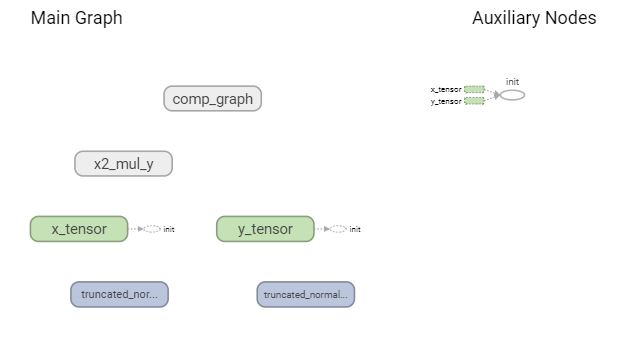 Main Graph
Auxiliary Nodes
init
x_tensor
y_tensor
comp_graph
x2_mul_y
x_tensor
init
y_tensor
init
truncated_nor...
truncated_normal...